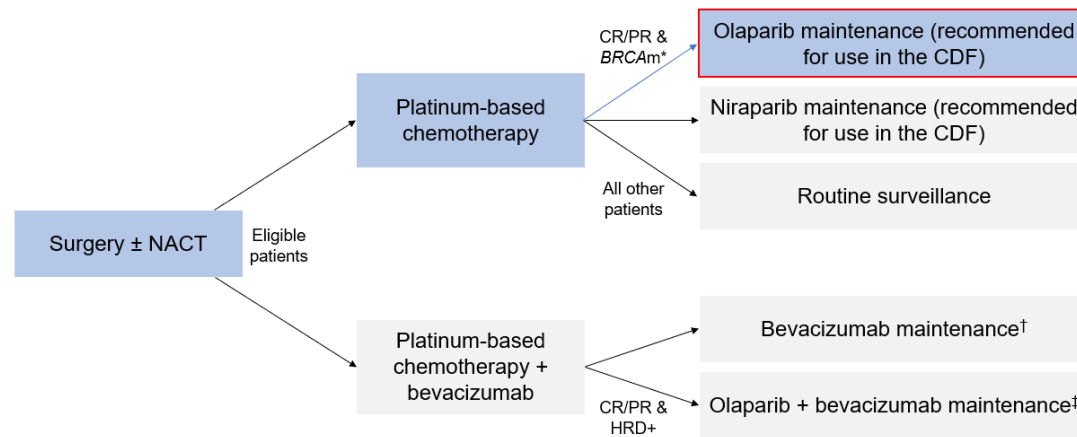 CR/PR &
BRCAm*
Olaparib maintenance (recommended
for use in the CDF)
Platinum-based
chemotherapy
Niraparib maintenance (recommended
for use in the CDF)
All other
patients
Routine surveillance
Surgery ± NACT
Eligible
patients
Platinum-based
chemotherapy +
bevacizumab
Bevacizumab maintenance†
CR/PR &
HRD+
Olaparib + bevacizumab maintenance‡